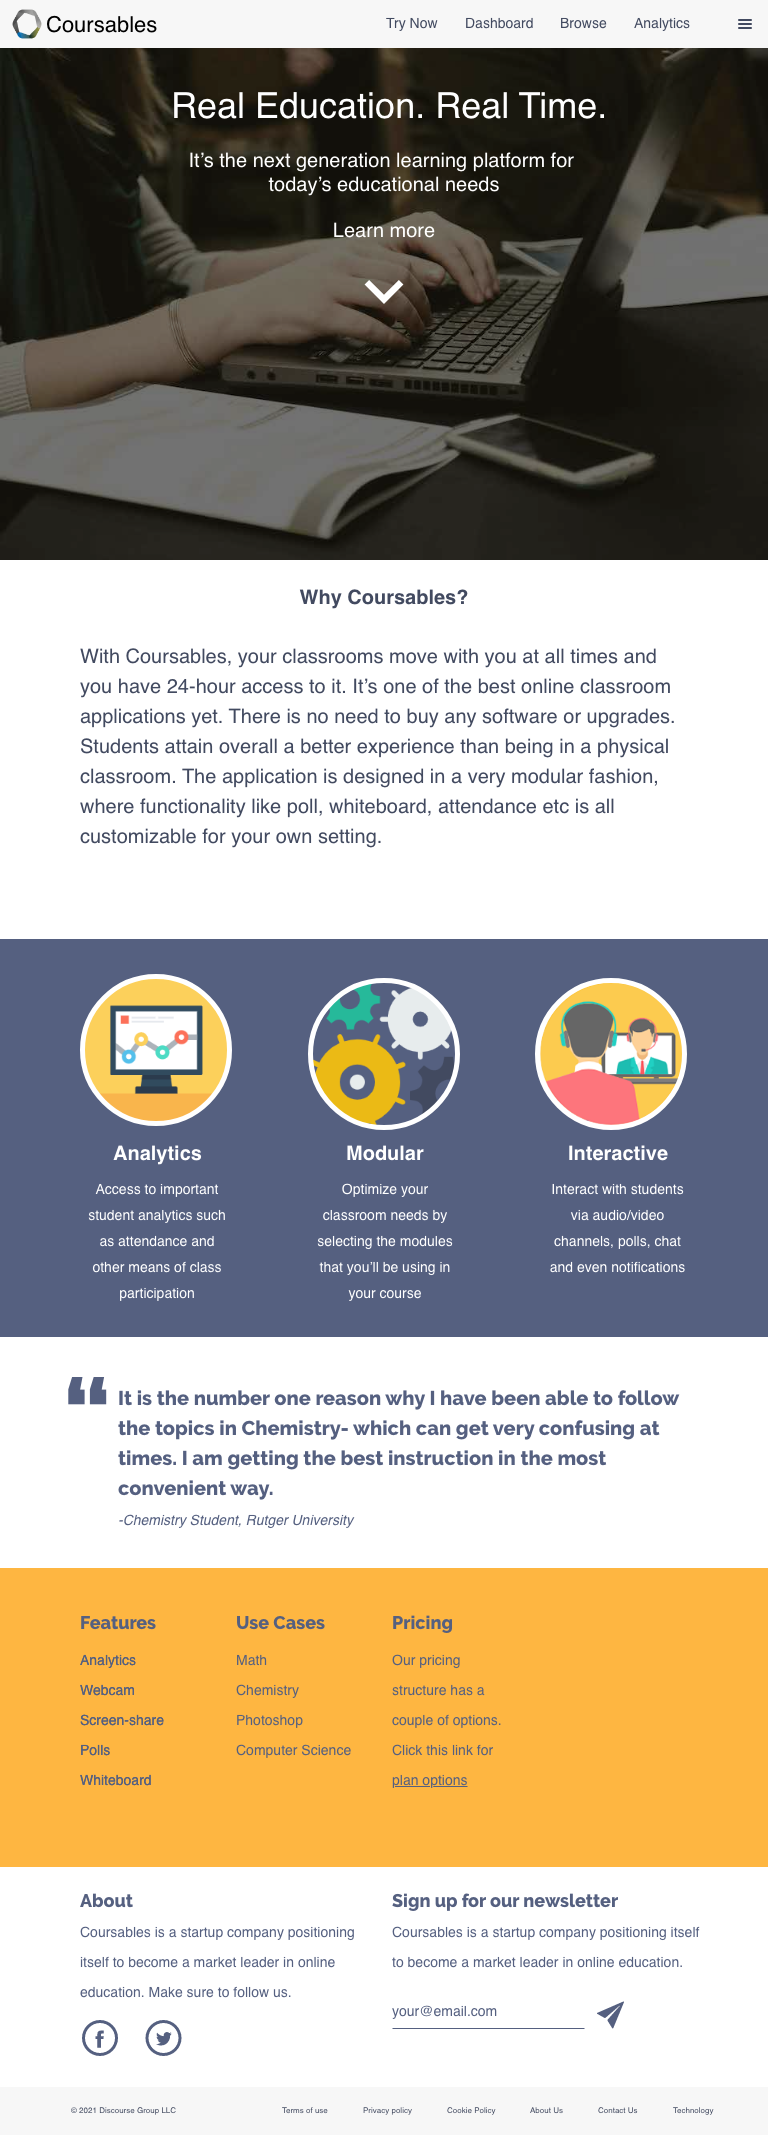 Coursables
Try Now
Dashboard
Browse
Analytics
Real Education. Real Time.
It’s the next generation learning platform for
today’s educational needs
Learn more
Why Coursables?
With Coursables, your classrooms move with you at all times and
you have 24-hour access to it. It’s one of the best online classroom
applications yet. There is no need to buy any software or upgrades.
Students attain overall a better experience than being in a physical
classroom. The application is designed in a very modular fashion,
where functionality like poll, whiteboard, attendance etc is all
customizable for your own setting.
Analytics
Access to important
student analytics such
as attendance and
other means of class
participation
Modular
Optimize your
classroom needs by
selecting the modules
that you’ll be using in
your course
Interactive
Interact with students
via audio/video
channels, polls, chat
and even notifications
“
It is the number one reason why I have been able to follow
the topics in Chemistry- which can get very confusing at
times. I am getting the best instruction in the most
convenient way.
-Chemistry Student, Rutger University
Features
Analytics
Webcam
Screen-share
Polls
Whiteboard
Use Cases
Math
Chemistry
Photoshop
Computer Science
Pricing
Our pricing
structure has a
couple of options.
Click this link for
plan options
About
Coursables is a startup company positioning
itself to become a market leader in online
education. Make sure to follow us.
Sign up for our newsletter
Coursables is a startup company positioning itself
to become a market leader in online education.
your@email.com
© 2021 Discourse Group LLC
Terms of use
Privacy policy
Cookie Policy
About Us
Contact Us
Technology